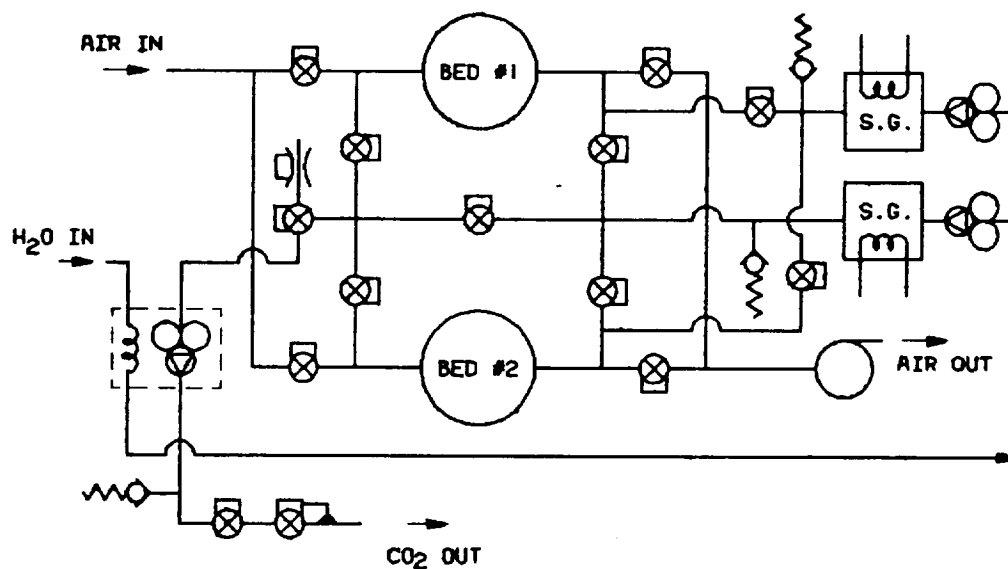 AIR IN
BED #1
S.G.
S.G.
H2O IN
BED #2
AIR OUT
CO2 OUT